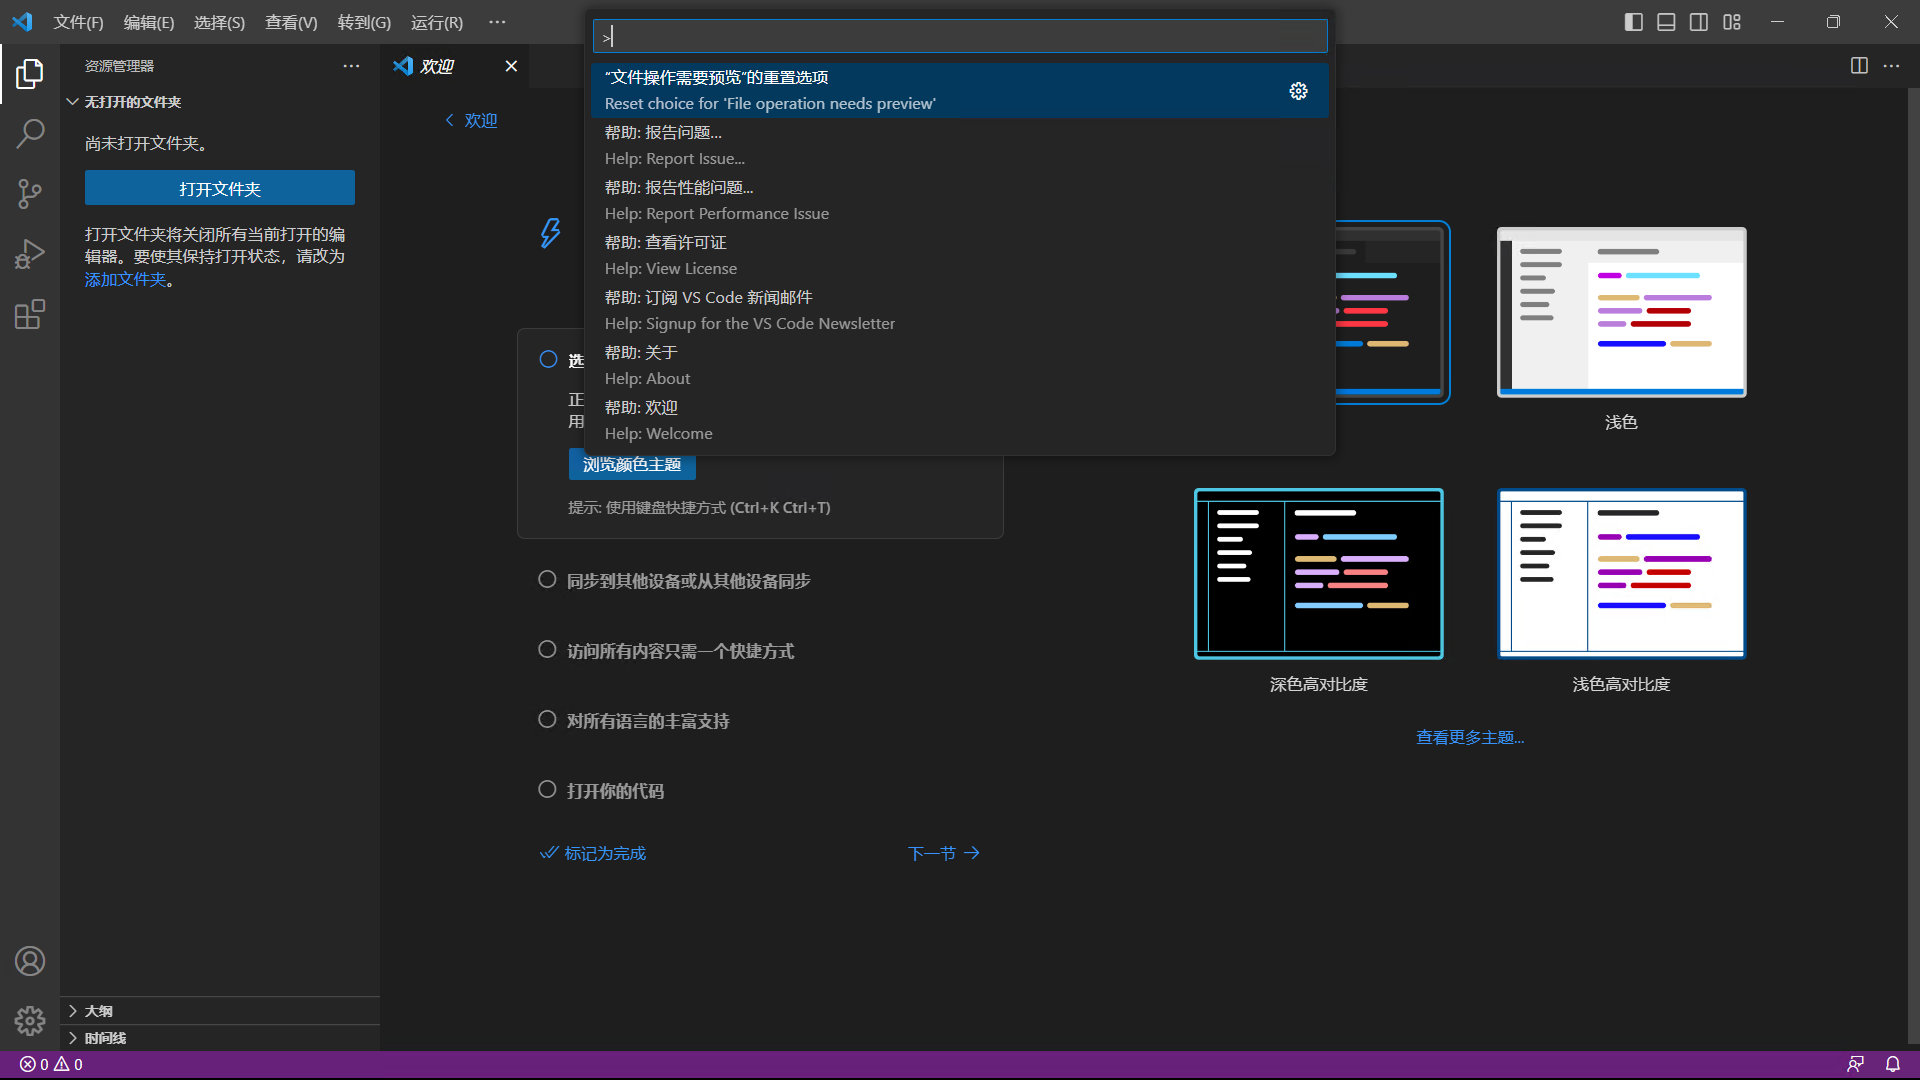 文件(F) 编辑(E) 选择(S) 查看(V) 转到(G) 运行(R) ···
>
资源管理器
欢迎
无打开的文件夹
尚未打开文件夹。
打开文件夹
打开文件夹将关闭所有当前打开的编
辑器。要使其保持打开状态，请改为
添加文件夹。
大纲
时间线
欢迎
“文件操作需要预览”的重置选项
Reset choice for 'File operation needs preview'
帮助: 报告问题...
Help: Report Issue...
帮助: 报告性能问题...
Help: Report Performance Issue
帮助: 查看许可证
Help: View License
帮助: 订阅 VS Code 新闻邮件
Help: Signup for the VS Code Newsletter
帮助: 关于
Help: About
帮助: 欢迎
Help: Welcome
选
正
用
浏览颜色主题
提示: 使用键盘快捷方式 (Ctrl+K Ctrl+T)
同步到其他设备或从其他设备同步
访问所有内容只需一个快捷方式
对所有语言的丰富支持
打开你的代码
标记为完成
下一节
浅色
深色高对比度
浅色高对比度
查看更多主题...
0 0